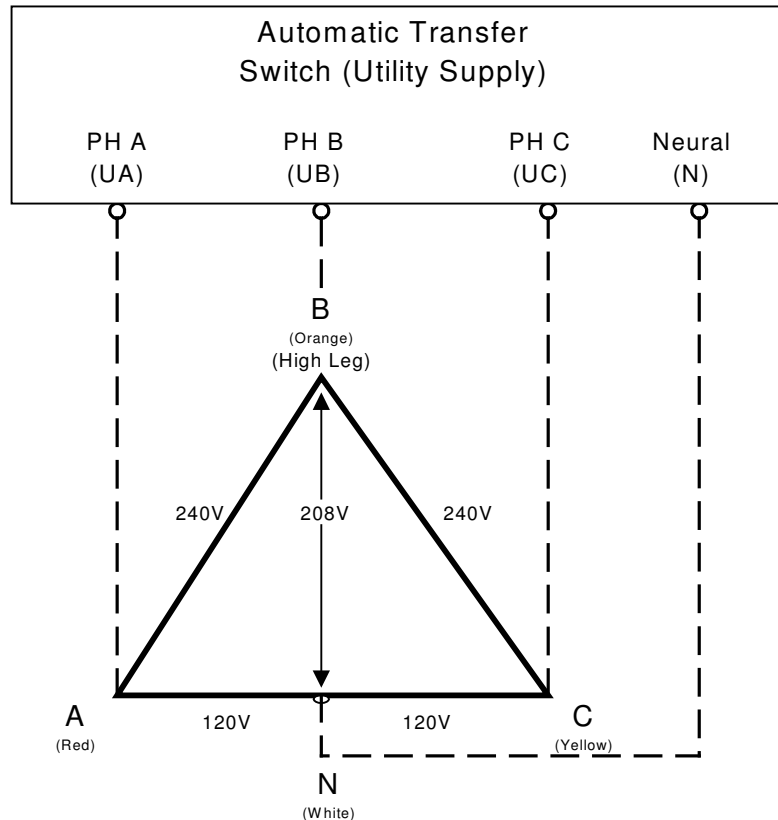 Automatic Transfer
Switch (Utility Supply)
PH A PH B PH C Neural
(UA) (UB) (UC) (N)
B
(Orange)
(High Leg)
240V 208V 240V
A C
120V 120V
(Red) (Yellow)
N
(White)